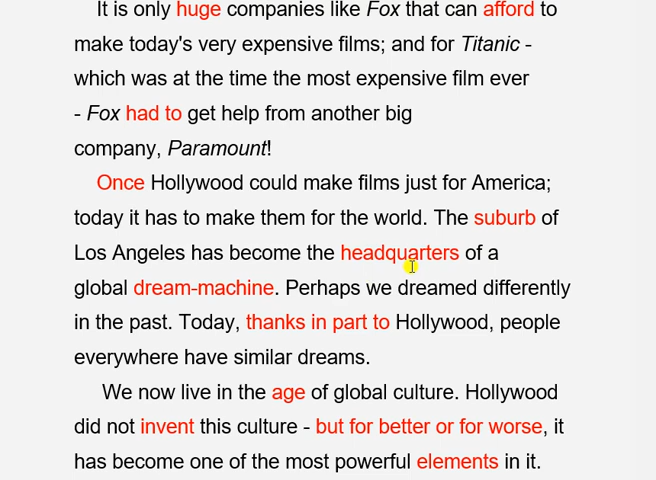 It is only huge companies like Fox that can afford to
make today's very expensive films; and for Titanic -
which was at the time the most expensive film ever
- Fox had to get help from another big
company, Paramount!
Once Hollywood could make films just for America;
today it has to make them for the world. The suburb of
Los Angeles has become the headquarters of a
global dream-machine. Perhaps we dreamed differently
in the past. Today, thanks in part to Hollywood, people
everywhere have similar dreams.
We now live in the age of global culture. Hollywood
did not invent this culture - but for better or for worse, it
has become one of the most powerful elements in it.